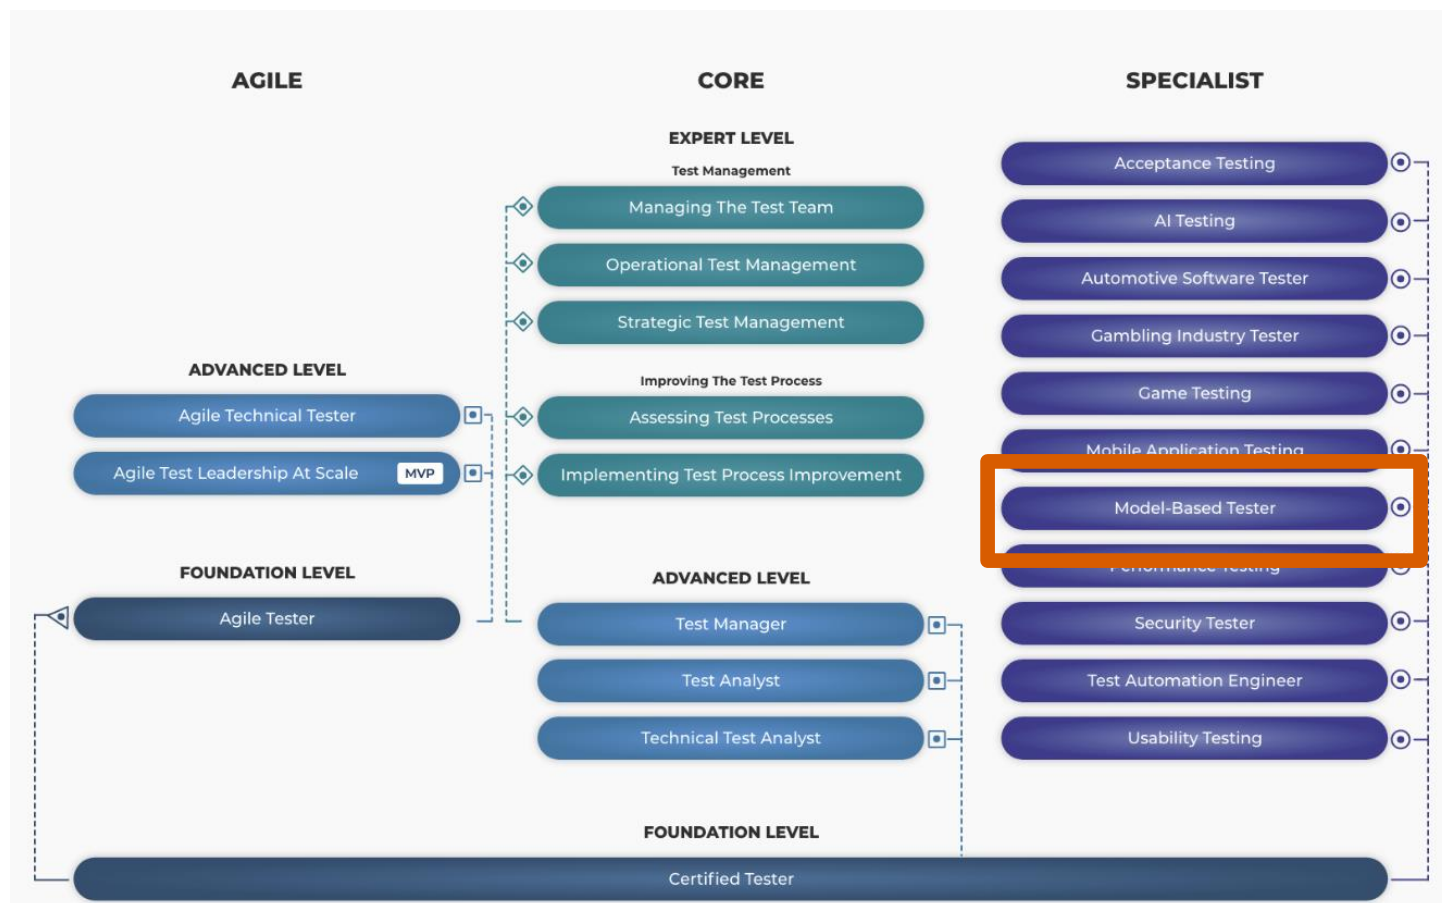 AGILE
ADVANCED LEVEL
Agile Technical Tester
Agile Test Leadership At Scale MVP
FOUNDATION LEVEL
Agile Tester
CORE
EXPERT LEVEL
Test Management
Managing The Test Team
Operational Test Management
Strategic Test Management
Improving The Test Process
Assessing Test Processes
Implementing Test Process Improvement
ADVANCED LEVEL
Test Manager
Test Analyst
Technical Test Analyst
SPECIALIST
Acceptance Testing
AI Testing
Automotive Software Tester
Gambling Industry Tester
Game Testing
Mobile Application Testing
Model-Based Tester
Performance Testing
Security Tester
Test Automation Engineer
Usability Testing
FOUNDATION LEVEL
Certified Tester